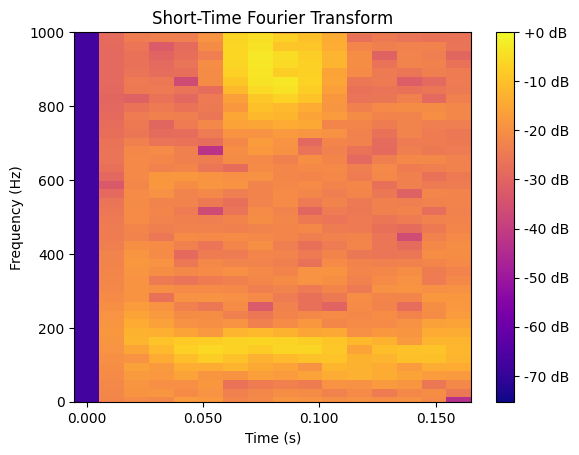 Short-Time Fourier Transform
1000
800
600
400
200
0
Frequency (Hz)
0.000
0.050
0.100
0.150
Time (s)
+0 dB
-10 dB
-20 dB
-30 dB
-40 dB
-50 dB
-60 dB
-70 dB